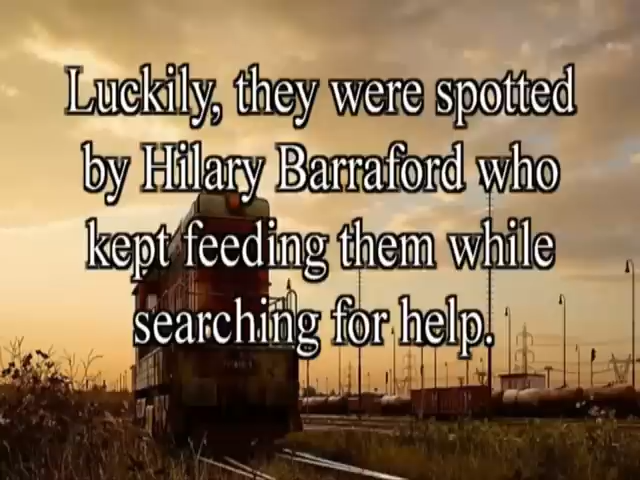 Luckily, they were spotted
by Hilary Barraford who
kept feeding them while
searching for help.